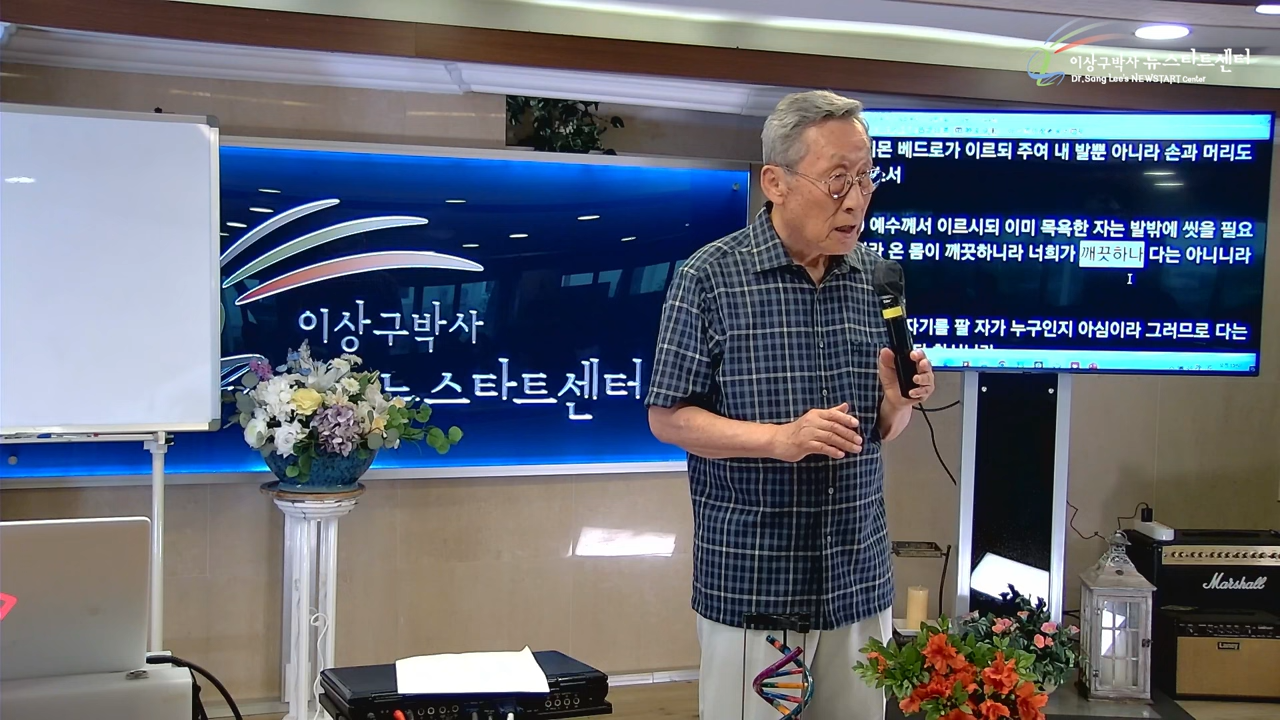 이상구박사 뉴스타트센터
Dr.Sang Lee's NEWSTART Center
베드로가 이르되 주여 내 발뿐 아니라 손과 머리도
서
예수께서 이르시되 이미 목욕한 자는 발밖에 씻을 필요
온 몸이 깨끗하니라 너희가 깨끗하나 다는 아니니라
자기를 팔 자가 누구인지 아심이라 그러므로 다는
이상구박사
뉴스타트센터
Marshall
Laney